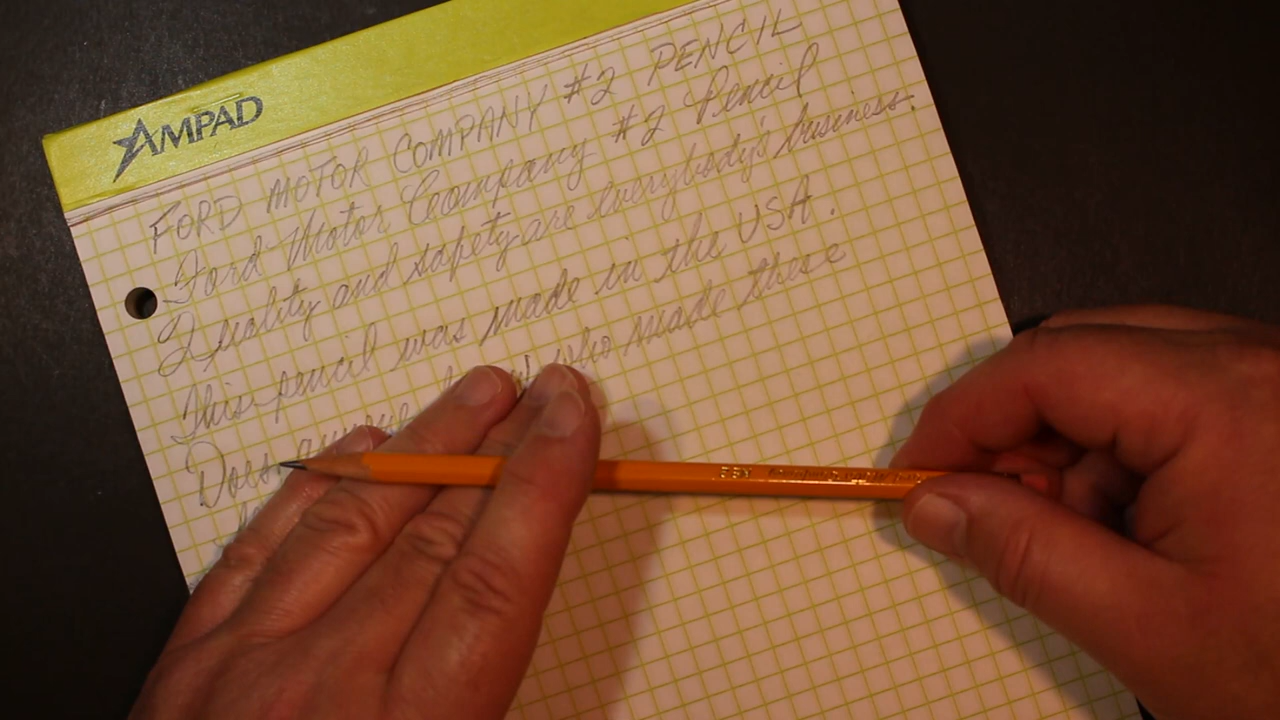 AMPAD
FORD MOTOR COMPANY #2 PENCIL
Ford Motor Company #2 Pencil
Quality and safety are everybody's business.
This pencil was made in the USA.
Does anyone who made these